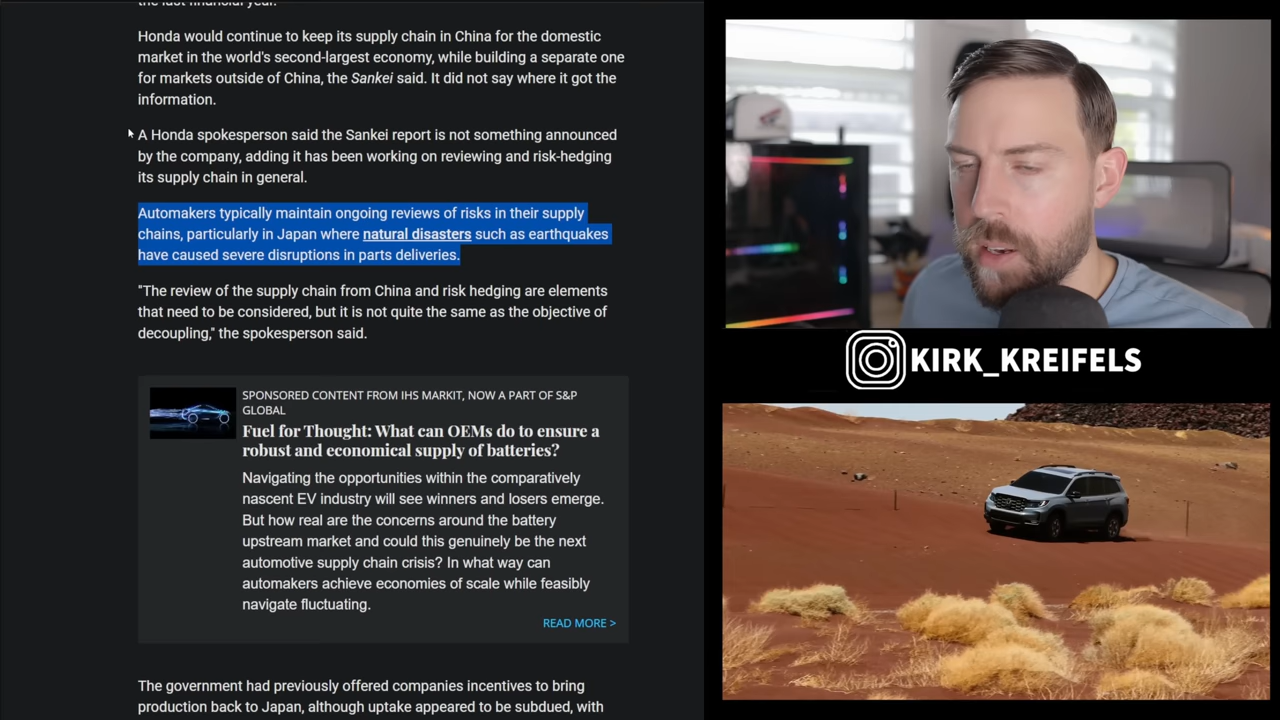 the last financial year.
Honda would continue to keep its supply chain in China for the domestic
market in the world's second-largest economy, while building a separate one
for markets outside of China, the Sankei said. It did not say where it got the
information.
A Honda spokesperson said the Sankei report is not something announced
by the company, adding it has been working on reviewing and risk-hedging
its supply chain in general.
Automakers typically maintain ongoing reviews of risks in their supply
chains, particularly in Japan where natural disasters such as earthquakes
have caused severe disruptions in parts deliveries.
"The review of the supply chain from China and risk hedging are elements
that need to be considered, but it is not quite the same as the objective of
decoupling," the spokesperson said.
SPONSORED CONTENT FROM IHS MARKIT, NOW A PART OF S&P
GLOBAL
Fuel for Thought: What can OEMs do to ensure a
robust and economical supply of batteries?
Navigating the opportunities within the comparatively
nascent EV industry will see winners and losers emerge.
But how real are the concerns around the battery
upstream market and could this genuinely be the next
automotive supply chain crisis? In what way can
automakers achieve economies of scale while feasibly
navigate fluctuating.
READ MORE >
The government had previously offered companies incentives to bring
production back to Japan, although uptake appeared to be subdued, with
KIRK_KREIFELS